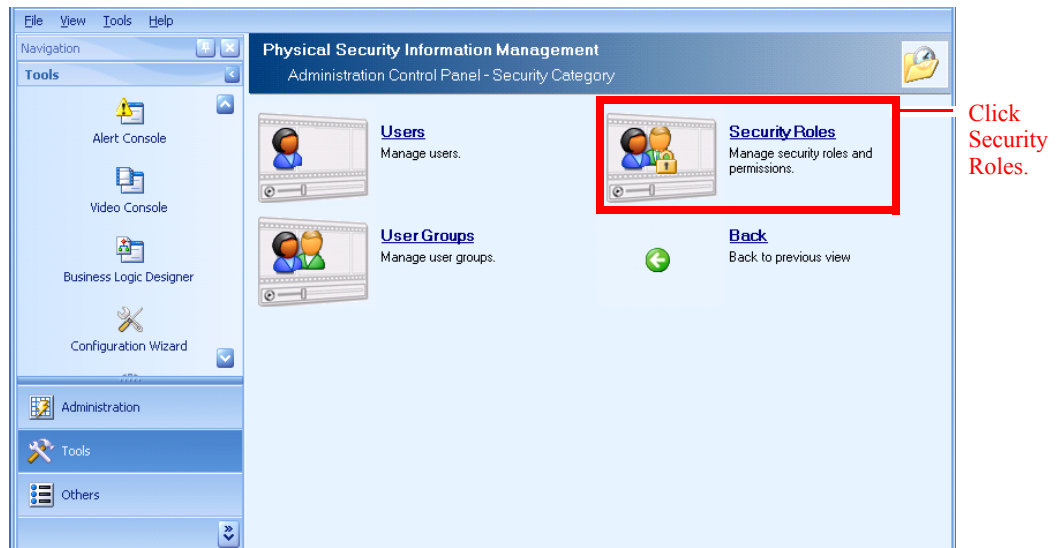 File View Tools Help
Navigation
Tools
Alert Console
Video Console
Business Logic Designer
Configuration Wizard
Administration
Tools
Others
Physical Security Information Management
Administration Control Panel - Security Category
Users
Manage users.
Security Roles
Manage security roles and
permissions.
User Groups
Manage user groups.
Back
Back to previous view
Click
Security
Roles.